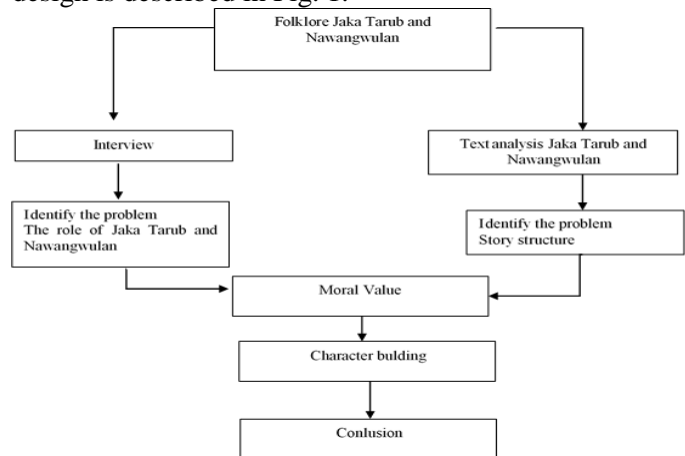 design is described in Fig. 1.
Folklore Jaka Tarub and
Nawangwulan
Interview
Text analysis Jaka Tarub and
Nawangwulan
Identify the problem
The role of Jaka Tarub and
Nawangwulan
Identify the problem
Story structure
Moral Value
Character bulding
Conlusion